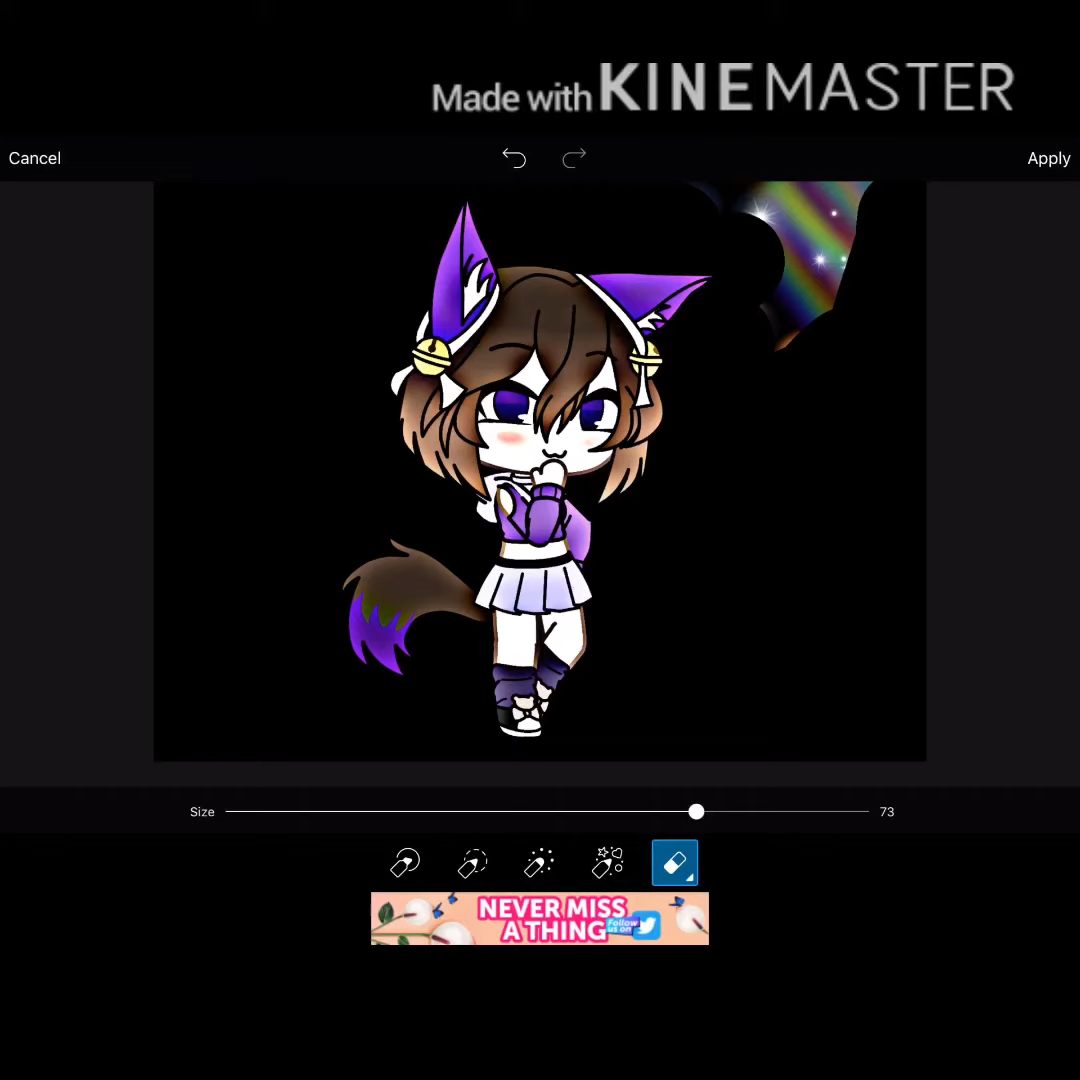 Made with KINEMASTER
Cancel
Apply
Size
73
NEVER MISS
A THING
Follow
us on